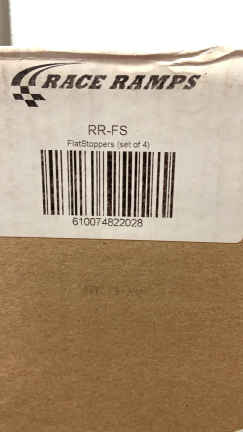 RACE RAMPS
RR-FS
FlatStoppers (set of 4)
610074822028